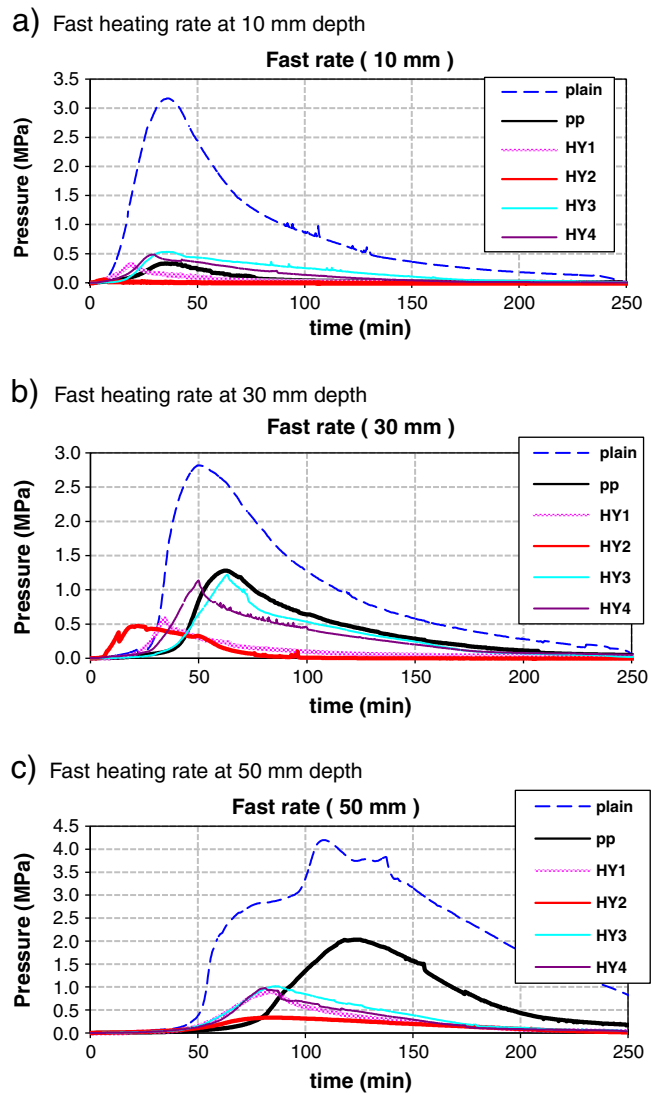 a) Fast heating rate at 10 mm depth
Fast rate ( 10 mm )
Pressure (MPa)
3.5
3.0
2.5
2.0
1.5
1.0
0.5
0.0
0
50
100
150
200
250
time (min)
plain
pp
HY1
HY2
HY3
HY4
b) Fast heating rate at 30 mm depth
Fast rate ( 30 mm )
Pressure (MPa)
3.0
2.5
2.0
1.5
1.0
0.5
0.0
0
50
100
150
200
250
time (min)
plain
pp
HY1
HY2
HY3
HY4
c) Fast heating rate at 50 mm depth
Fast rate ( 50 mm )
Pressure (MPa)
4.5
4.0
3.5
3.0
2.5
2.0
1.5
1.0
0.5
0.0
0
50
100
150
200
250
time (min)
plain
pp
HY1
HY2
HY3
HY4